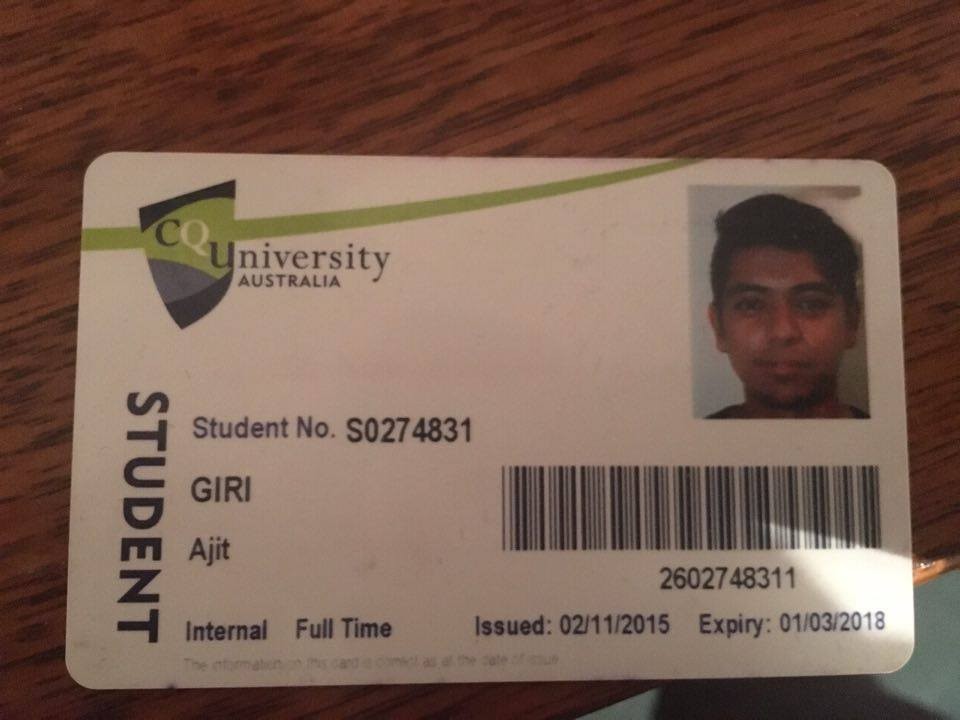 CQUniversity
AUSTRALIA
STUDENT
Student No. S0274831
GIRI
Ajit
2602748311
Internal Full Time Issued: 02/11/2015 Expiry: 01/03/2018
The information on this card is correct as at the date of issue